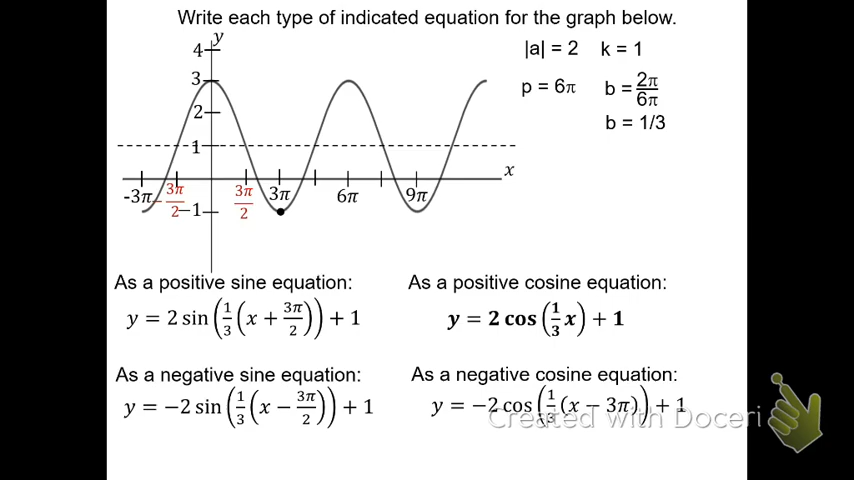 Write each type of indicated equation for the graph below.
|a| = 2 k = 1
p = 6π b = 2π/6π
b = 1/3
y
4
3
2
1
−1
x
-3π −3π/2 3π/2 3π 6π 9π
As a positive sine equation:
y = 2 sin(1/3(x + 3π/2)) + 1
As a positive cosine equation:
y = 2 cos(1/3 x) + 1
As a negative sine equation:
y = −2 sin(1/3(x − 3π/2)) + 1
As a negative cosine equation:
y = −2 cos(1/3(x − 3π)) + 1
Created with Doceri